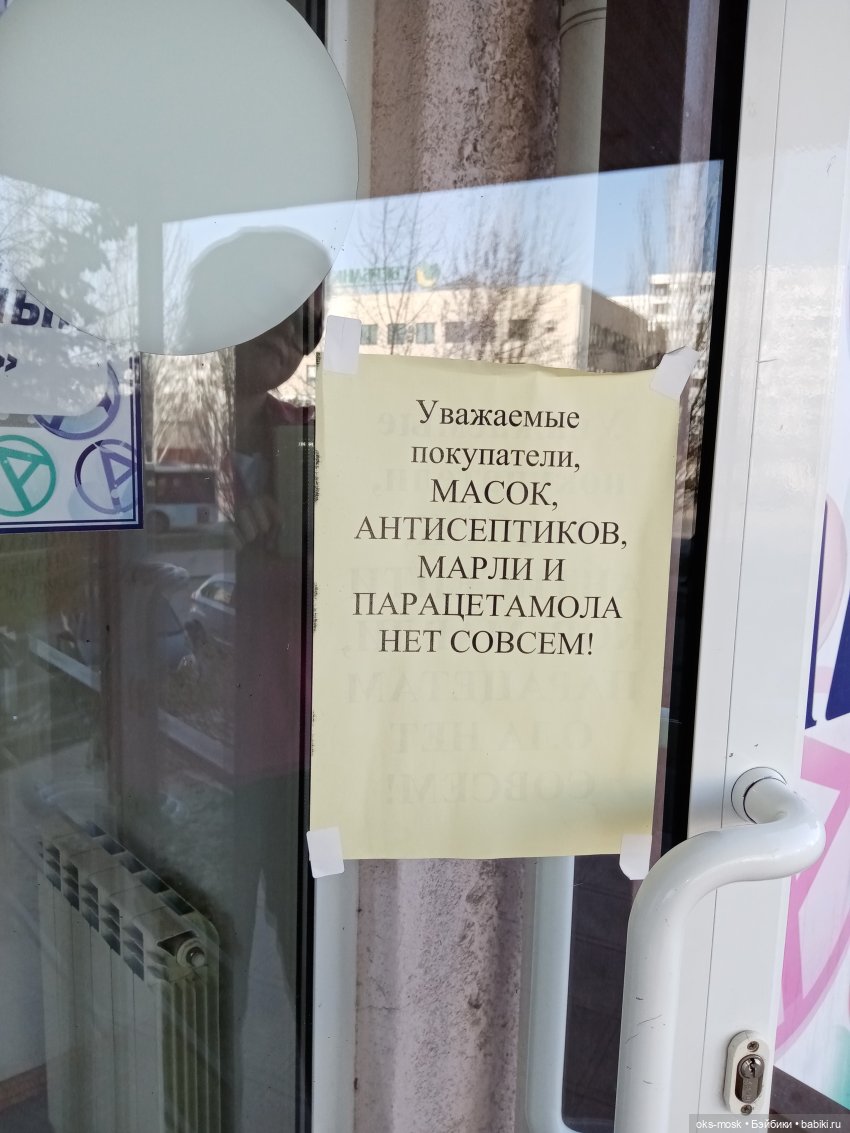 Уважаемые
покупатели,
МАСОК,
АНТИСЕПТИКОВ,
МАРЛИ И
ПАРАЦЕТАМОЛА
НЕТ СОВСЕМ!
oks-mosk • Бэйбики • babiki.ru